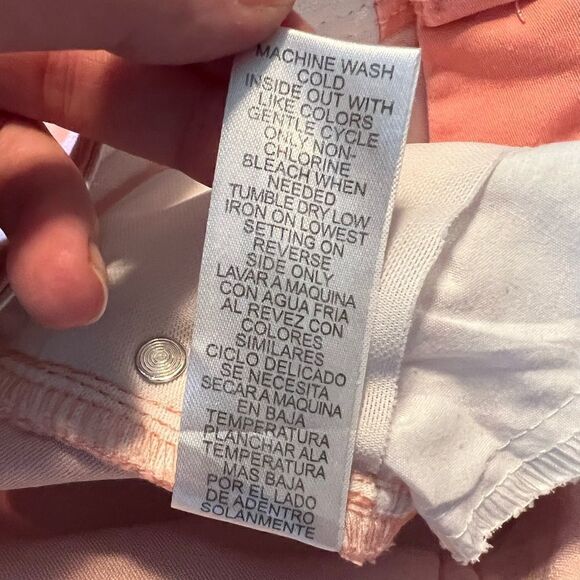 MACHINE WASH
COLD
INSIDE OUT WITH
LIKE COLORS
GENTLE CYCLE
ONLY NON-
CHLORINE
BLEACH WHEN
NEEDED
TUMBLE DRY LOW
IRON ON LOWEST
SETTING ON
REVERSE
SIDE ONLY
LAVAR A MAQUINA
CON AGUA FRIA
AL REVEZ CON
COLORES
SIMILARES
CICLO DELICADO
SE NECESITA
SECAR A MAQUINA
EN BAJA
TEMPERATURA
PLANCHAR ALA
TEMPERATURA
MAS BAJA
POR EL LADO
DE ADENTRO
SOLANMENTE